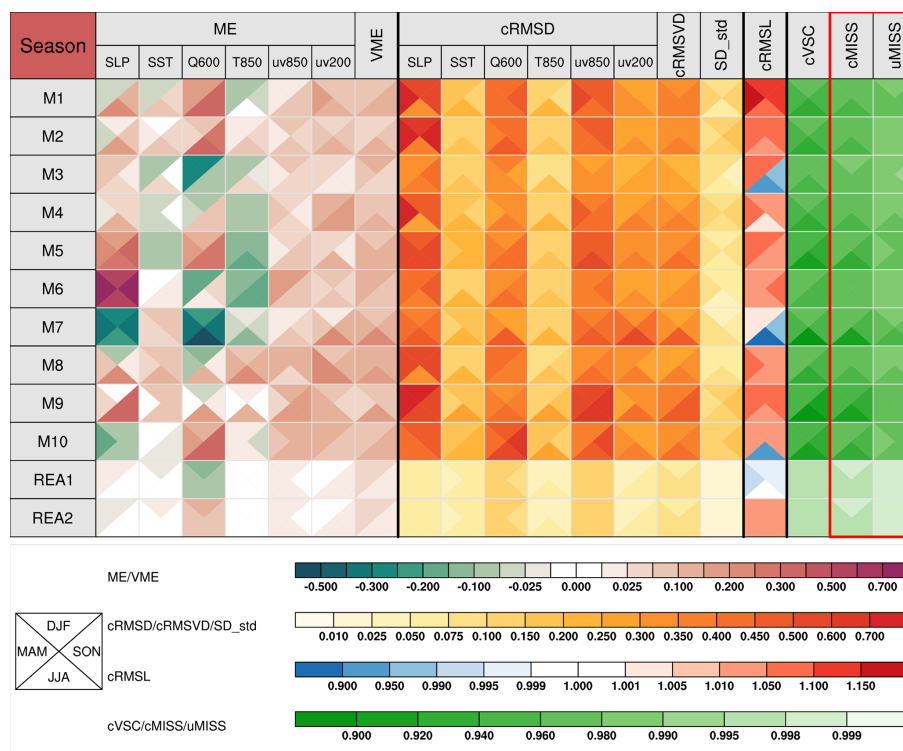 Season
ME
VME
cRMSD
cRMSVD
SD_std
cRMSL
cVSC
cMISS
uMISS
SLP SST Q600 T850 uv850 uv200
SLP SST Q600 T850 uv850 uv200
M1
M2
M3
M4
M5
M6
M7
M8
M9
M10
REA1
REA2
ME/VME
-0.500 -0.300 -0.200 -0.100 -0.025 0.000 0.025 0.100 0.200 0.300 0.500 0.700
DJF
MAM SON
JJA
cRMSD/cRMSVD/SD_std
0.010 0.025 0.050 0.075 0.100 0.150 0.200 0.250 0.300 0.350 0.400 0.450 0.500 0.600 0.700
cRMSL
0.900 0.950 0.990 0.995 0.999 1.000 1.001 1.005 1.010 1.050 1.100 1.150
cVSC/cMISS/uMISS
0.900 0.920 0.940 0.960 0.980 0.990 0.995 0.998 0.999